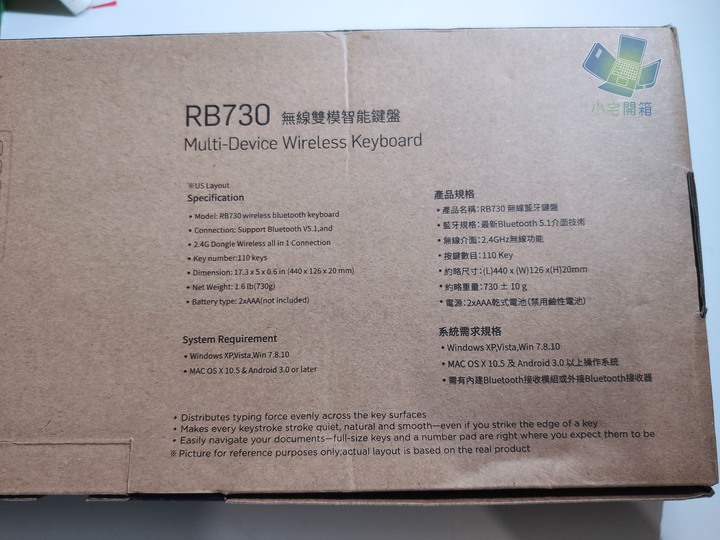 小宅開箱
RB730 無線雙模智能鍵盤
Multi-Device Wireless Keyboard
※US Layout
Specification
• Model: RB730 wireless bluetooth keyboard
• Connection: Support Bluetooth V5.1,and
• 2.4G Dongle Wireless all in 1 Connection
• Key number:110 keys
• Dimension: 17.3 x 5 x 0.6 in (440 x 126 x 20 mm)
• Net Weight: 1.6 lb(730g)
• Battery type: 2xAAA(not included)
System Requirement
• Windows XP,Vista,Win 7.8.10
• MAC OS X 10.5 & Android 3.0 or later
產品規格
• 產品名稱:RB730 無線藍牙鍵盤
• 藍牙規格:最新Bluetooth 5.1介面技術
• 無線介面:2.4GHz無線功能
• 按鍵數目:110 Key
• 約略尺寸:(L)440 x (W)126 x(H)20mm
• 約略重量:730 ± 10 g
• 電源:2xAAA乾式電池(禁用鹼性電池)
系統需求規格
• Windows XP,Vista,Win 7.8.10
• MAC OS X 10.5 及 Android 3.0 以上操作系統
• 需有內建Bluetooth接收模組或外接Bluetooth接收器
• Distributes typing force evenly across the key surfaces
• Makes every keystroke stroke quiet, natural and smooth—even if you strike the edge of a key
• Easily navigate your documents—full-size keys and a number pad are right where you expect them to be
※Picture for reference purposes only;actual layout is based on the real product